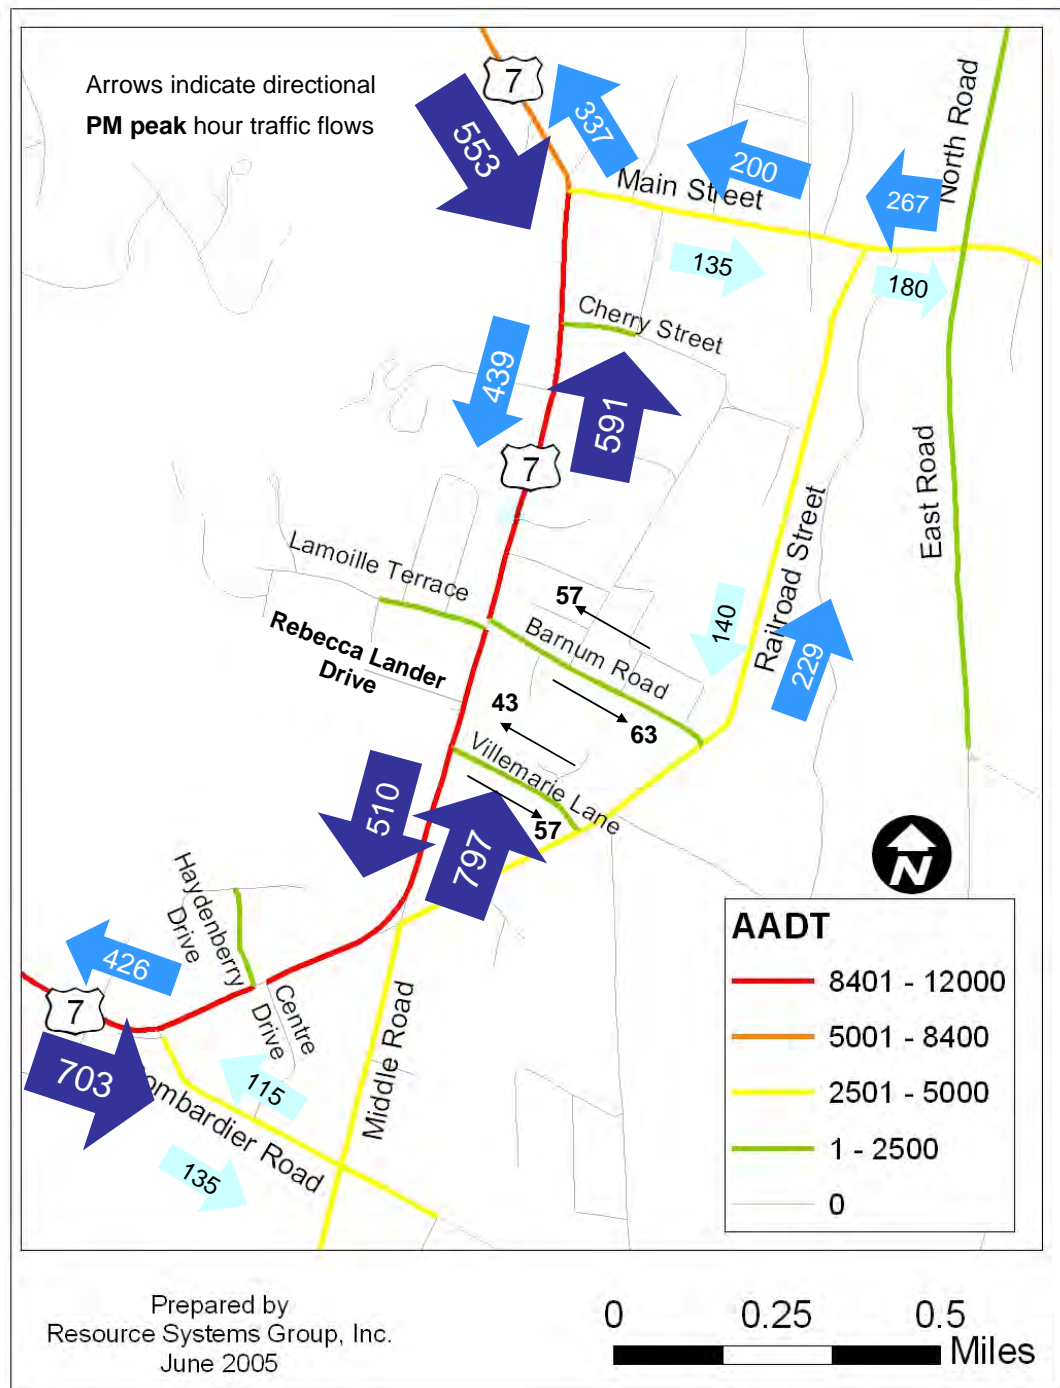 Arrows indicate directional
PM peak hour traffic flows
7
553
337
200
267
North Road
Main Street
135
180
Cherry Street
439
591
7
East Road
Railroad Street
Lamoille Terrace
57
140
Rebecca Lander
Drive
Barnum Road
229
43
63
Villemarie Lane
57
510
797
N
Haydenberry
Drive
426
7
Centre
Drive
703
115
Middle Road
Bombardier Road
135
AADT
8401 - 12000
5001 - 8400
2501 - 5000
1 - 2500
0
Prepared by
Resource Systems Group, Inc.
June 2005
0 0.25 0.5
Miles